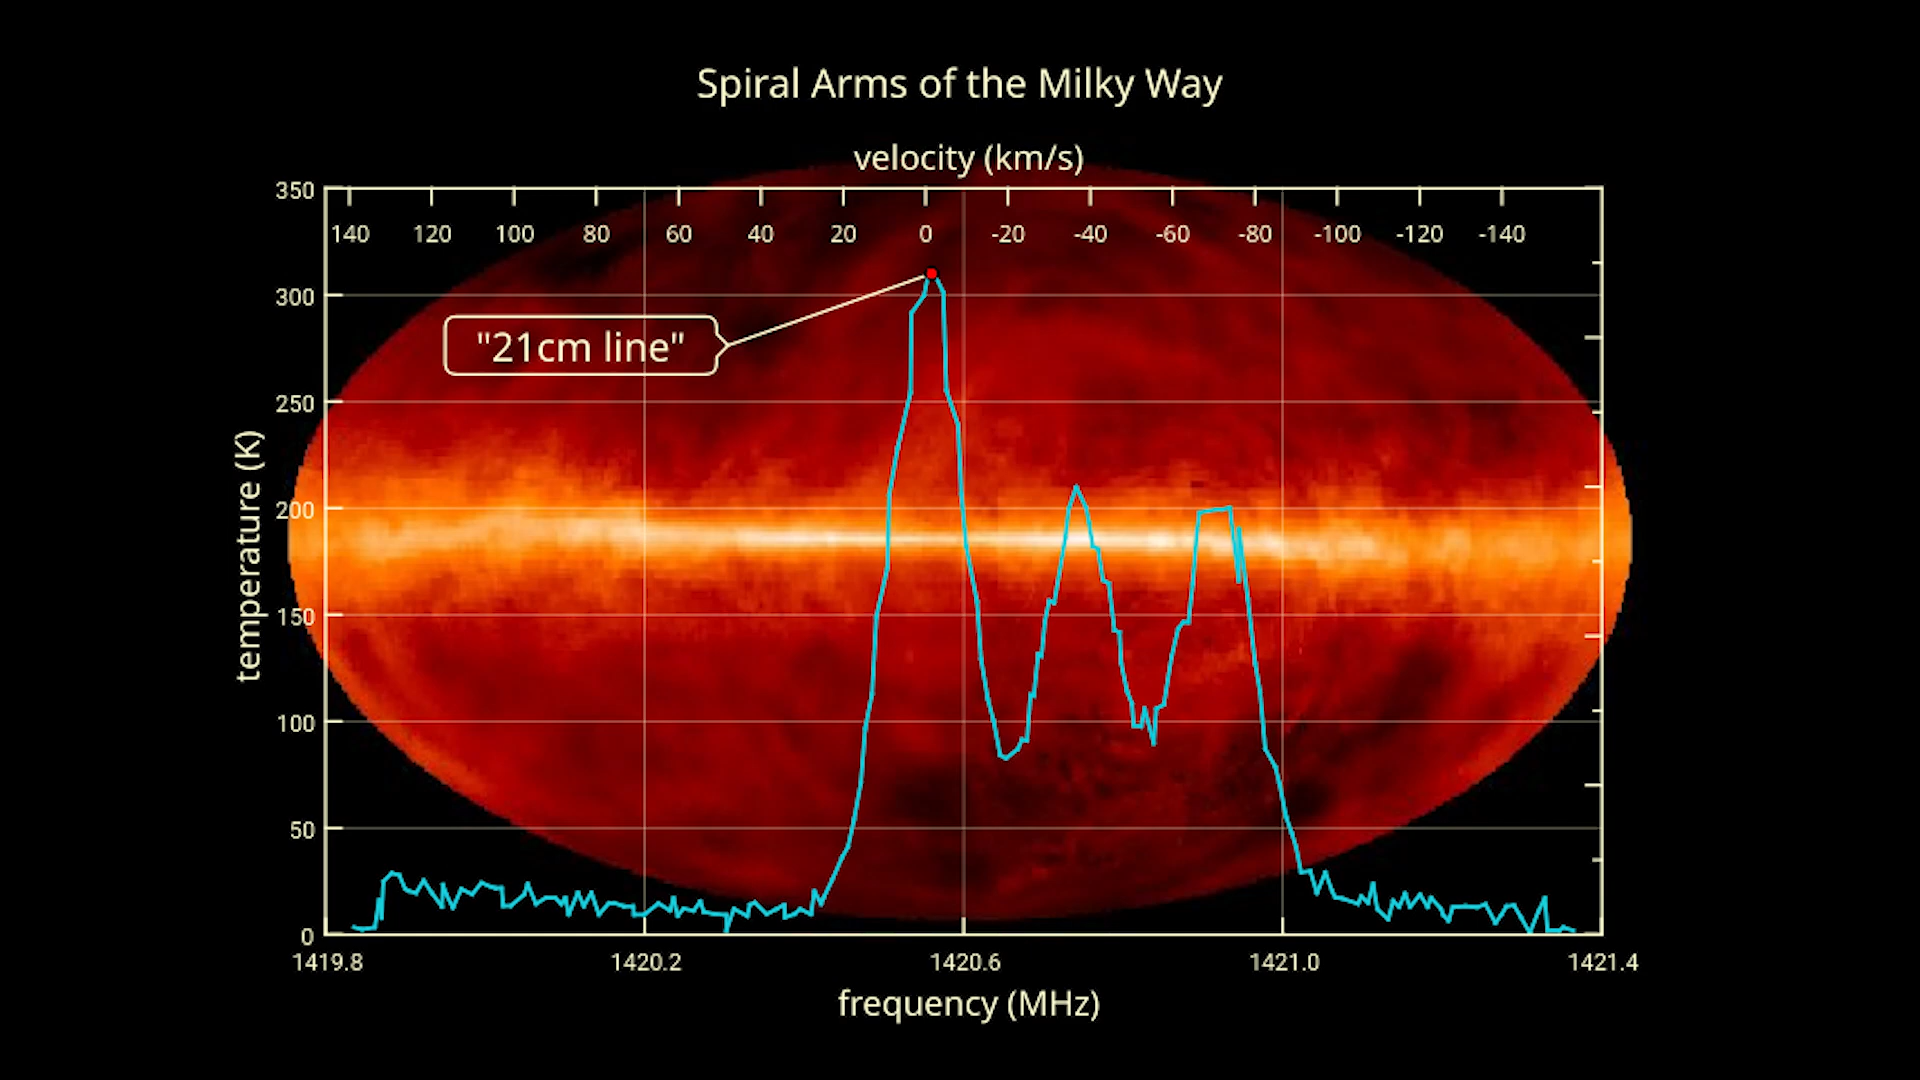 Spiral Arms of the Milky Way
velocity (km/s)
350
140 120 100 80 60 40 20 0 -20 -40 -60 -80 -100 -120 -140
300
"21cm line"
250
200
150
100
50
0
temperature (K)
1419.8 1420.2 1420.6 1421.0 1421.4
frequency (MHz)